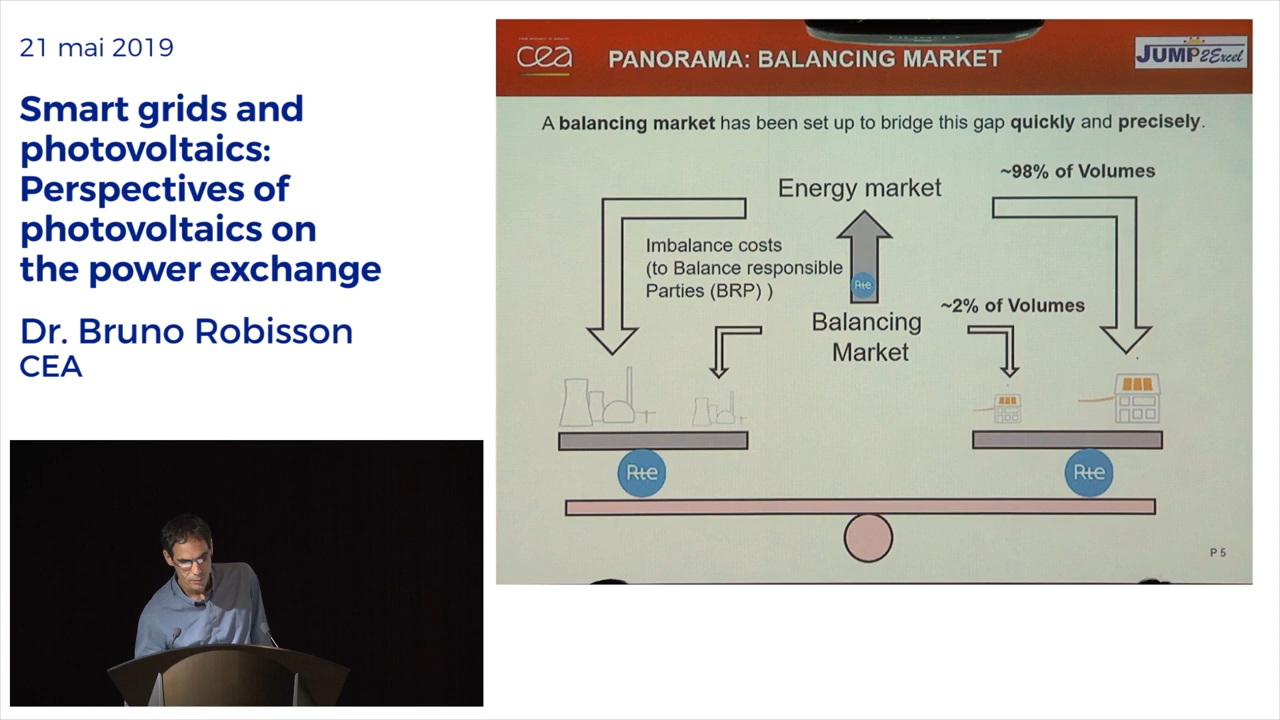 21 mai 2019
Smart grids and
photovoltaics:
Perspectives of
photovoltaics on
the power exchange
Dr. Bruno Robisson
CEA
cea
PANORAMA: BALANCING MARKET
JUMP2Excel
A balancing market has been set up to bridge this gap quickly and precisely.
~98% of Volumes
Energy market
Imbalance costs
(to Balance responsible
Parties (BRP) )
Rte
~2% of Volumes
Balancing
Market
Rte
Rte
P 5